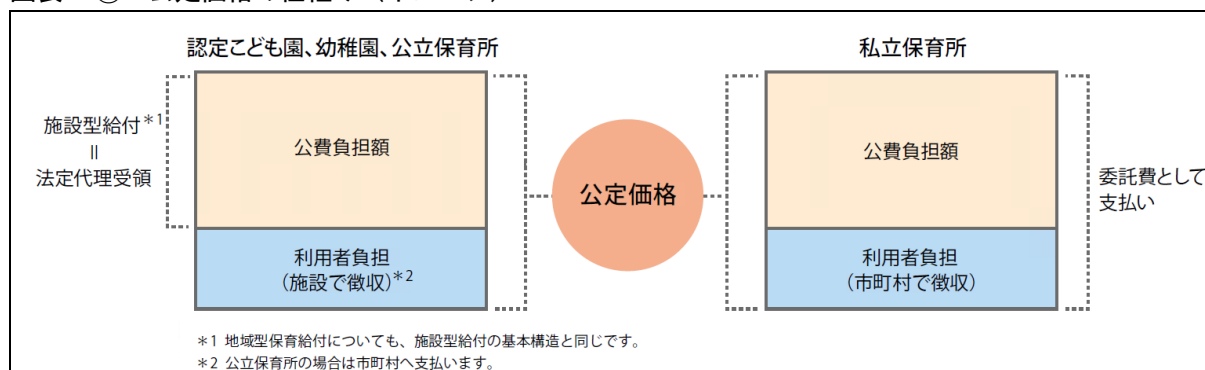 認定こども園、幼稚園、公立保育所
私立保育所
施設型給付*1
||
法定代理受領
公費負担額
利用者負担
(施設で徴収)*2
公定価格
公費負担額
利用者負担
(市町村で徴収)
委託費として
支払い
*1 地域型保育給付についても、施設型給付の基本構造と同じです。
*2 公立保育所の場合は市町村へ支払います。